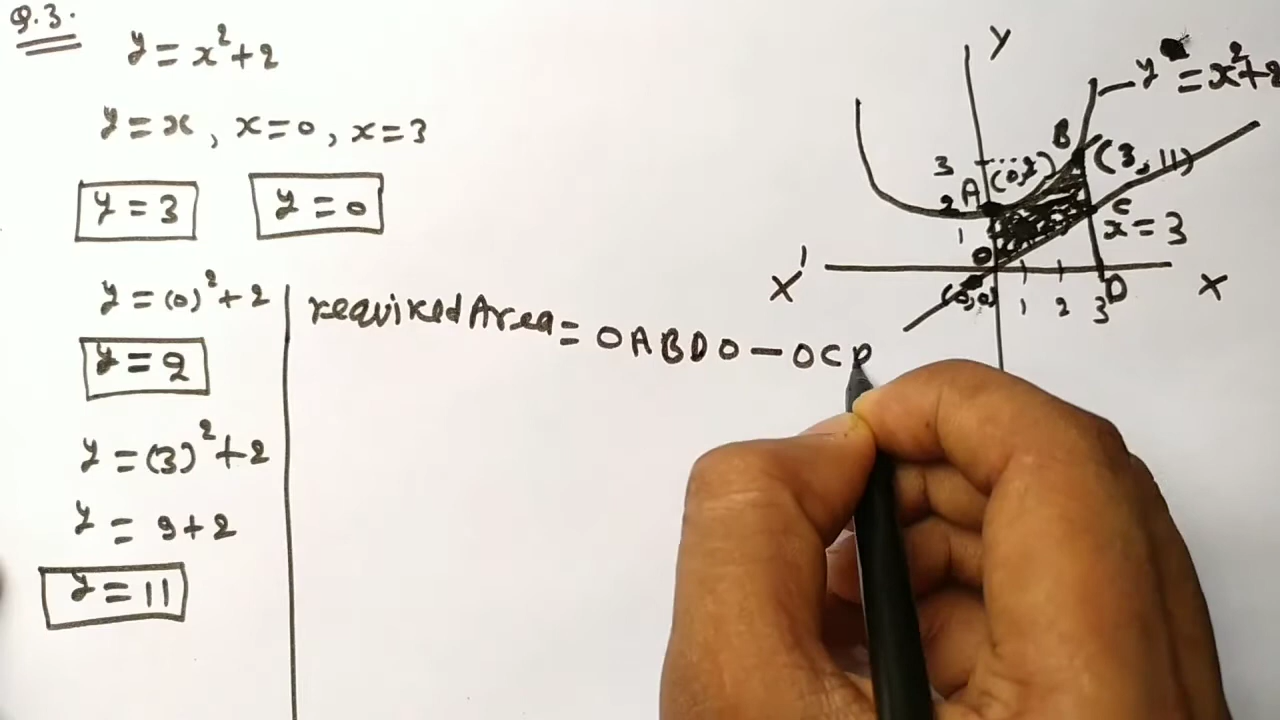 Q.3.
y = x² + 2
y = x, x = 0, x = 3
y = 3
y = 0
y = (0)² + 2
y = 2
y = (3)² + 2
y = 9 + 2
y = 11
required Area = OABDO - OCD
Y
y = x² + 2
B
3
(0,2)
(3, 11)
A
2
1
C
x = 3
O
X'
(0,0)
1
2
3
D
X